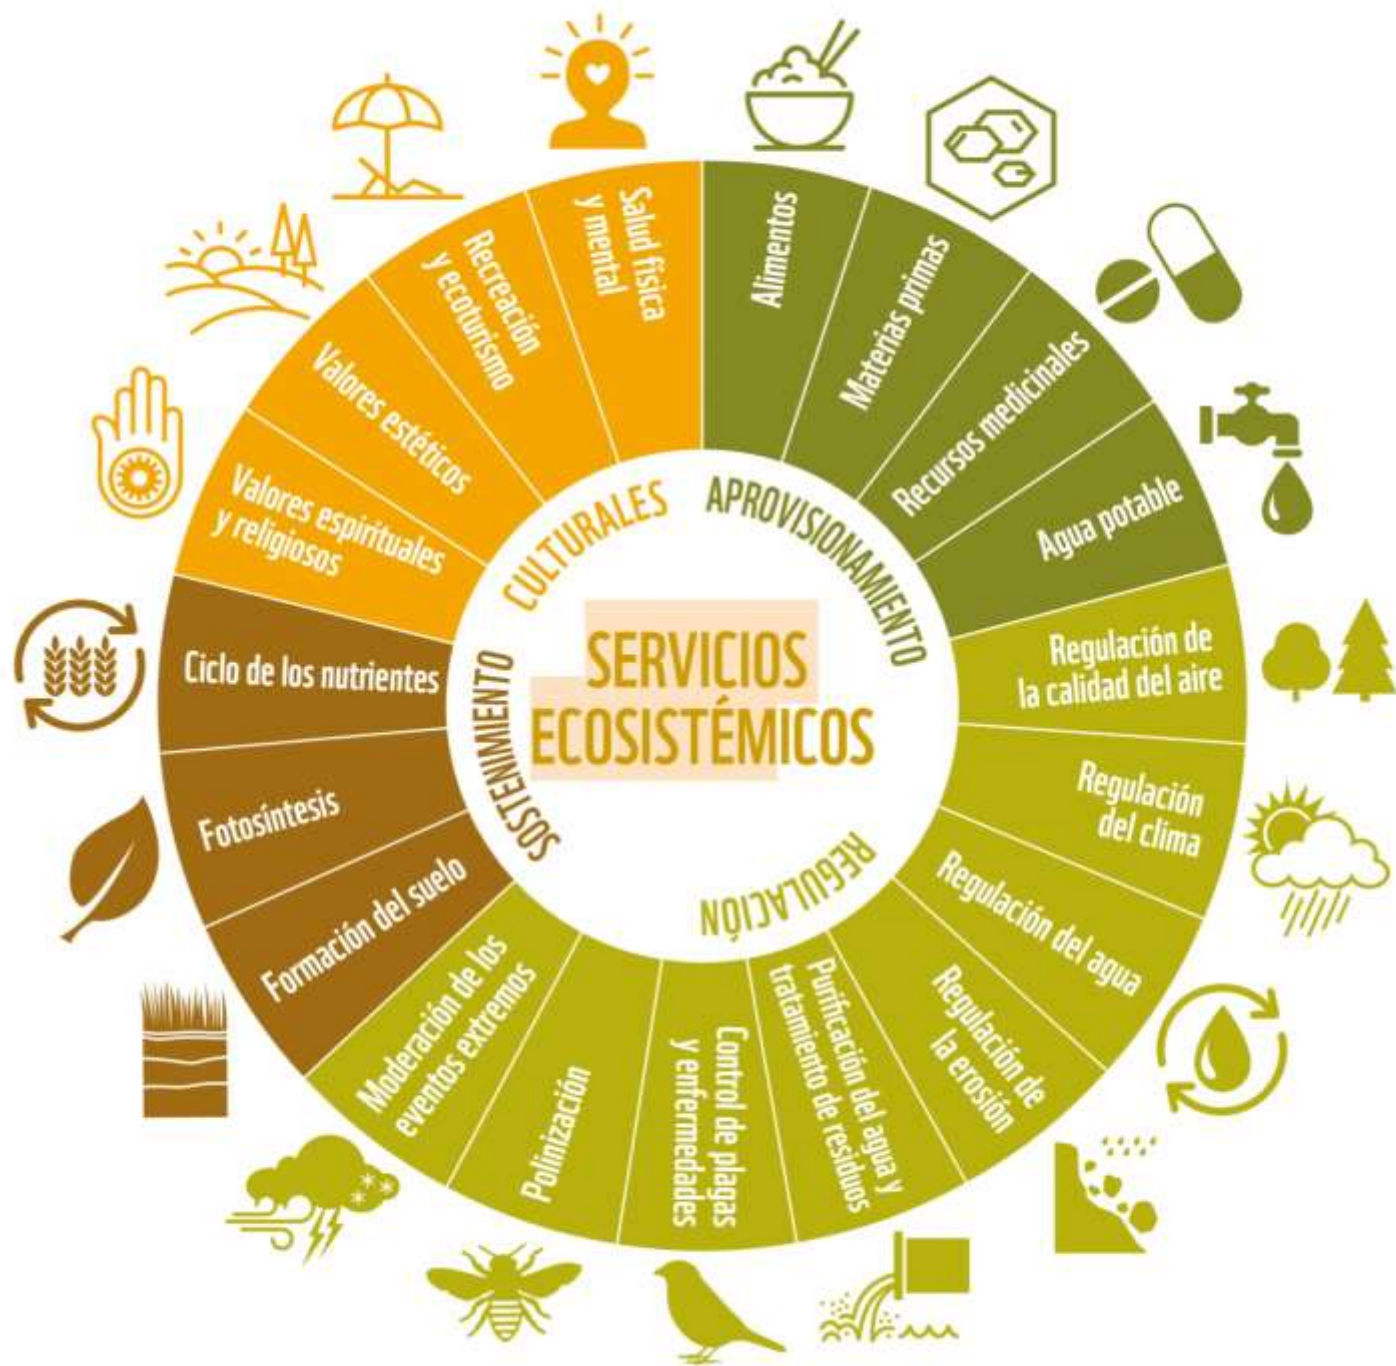 SERVICIOS
ECOSISTÉMICOS
APROVISIONAMIENTO
Alimentos
Materias primas
Recursos medicinales
Agua potable
REGULACIÓN
Regulación de
la calidad del aire
Regulación
del clima
Regulación del agua
Regulación de
la erosión
Purificación del agua y
tratamiento de residuos
Control de plagas
y enfermedades
Polinización
Moderación de los
eventos extremos
SOSTENIMIENTO
Formación del suelo
Fotosíntesis
Ciclo de los nutrientes
CULTURALES
Valores espirituales
y religiosos
Valores estéticos
Recreación
y ecoturismo
Salud física
y mental